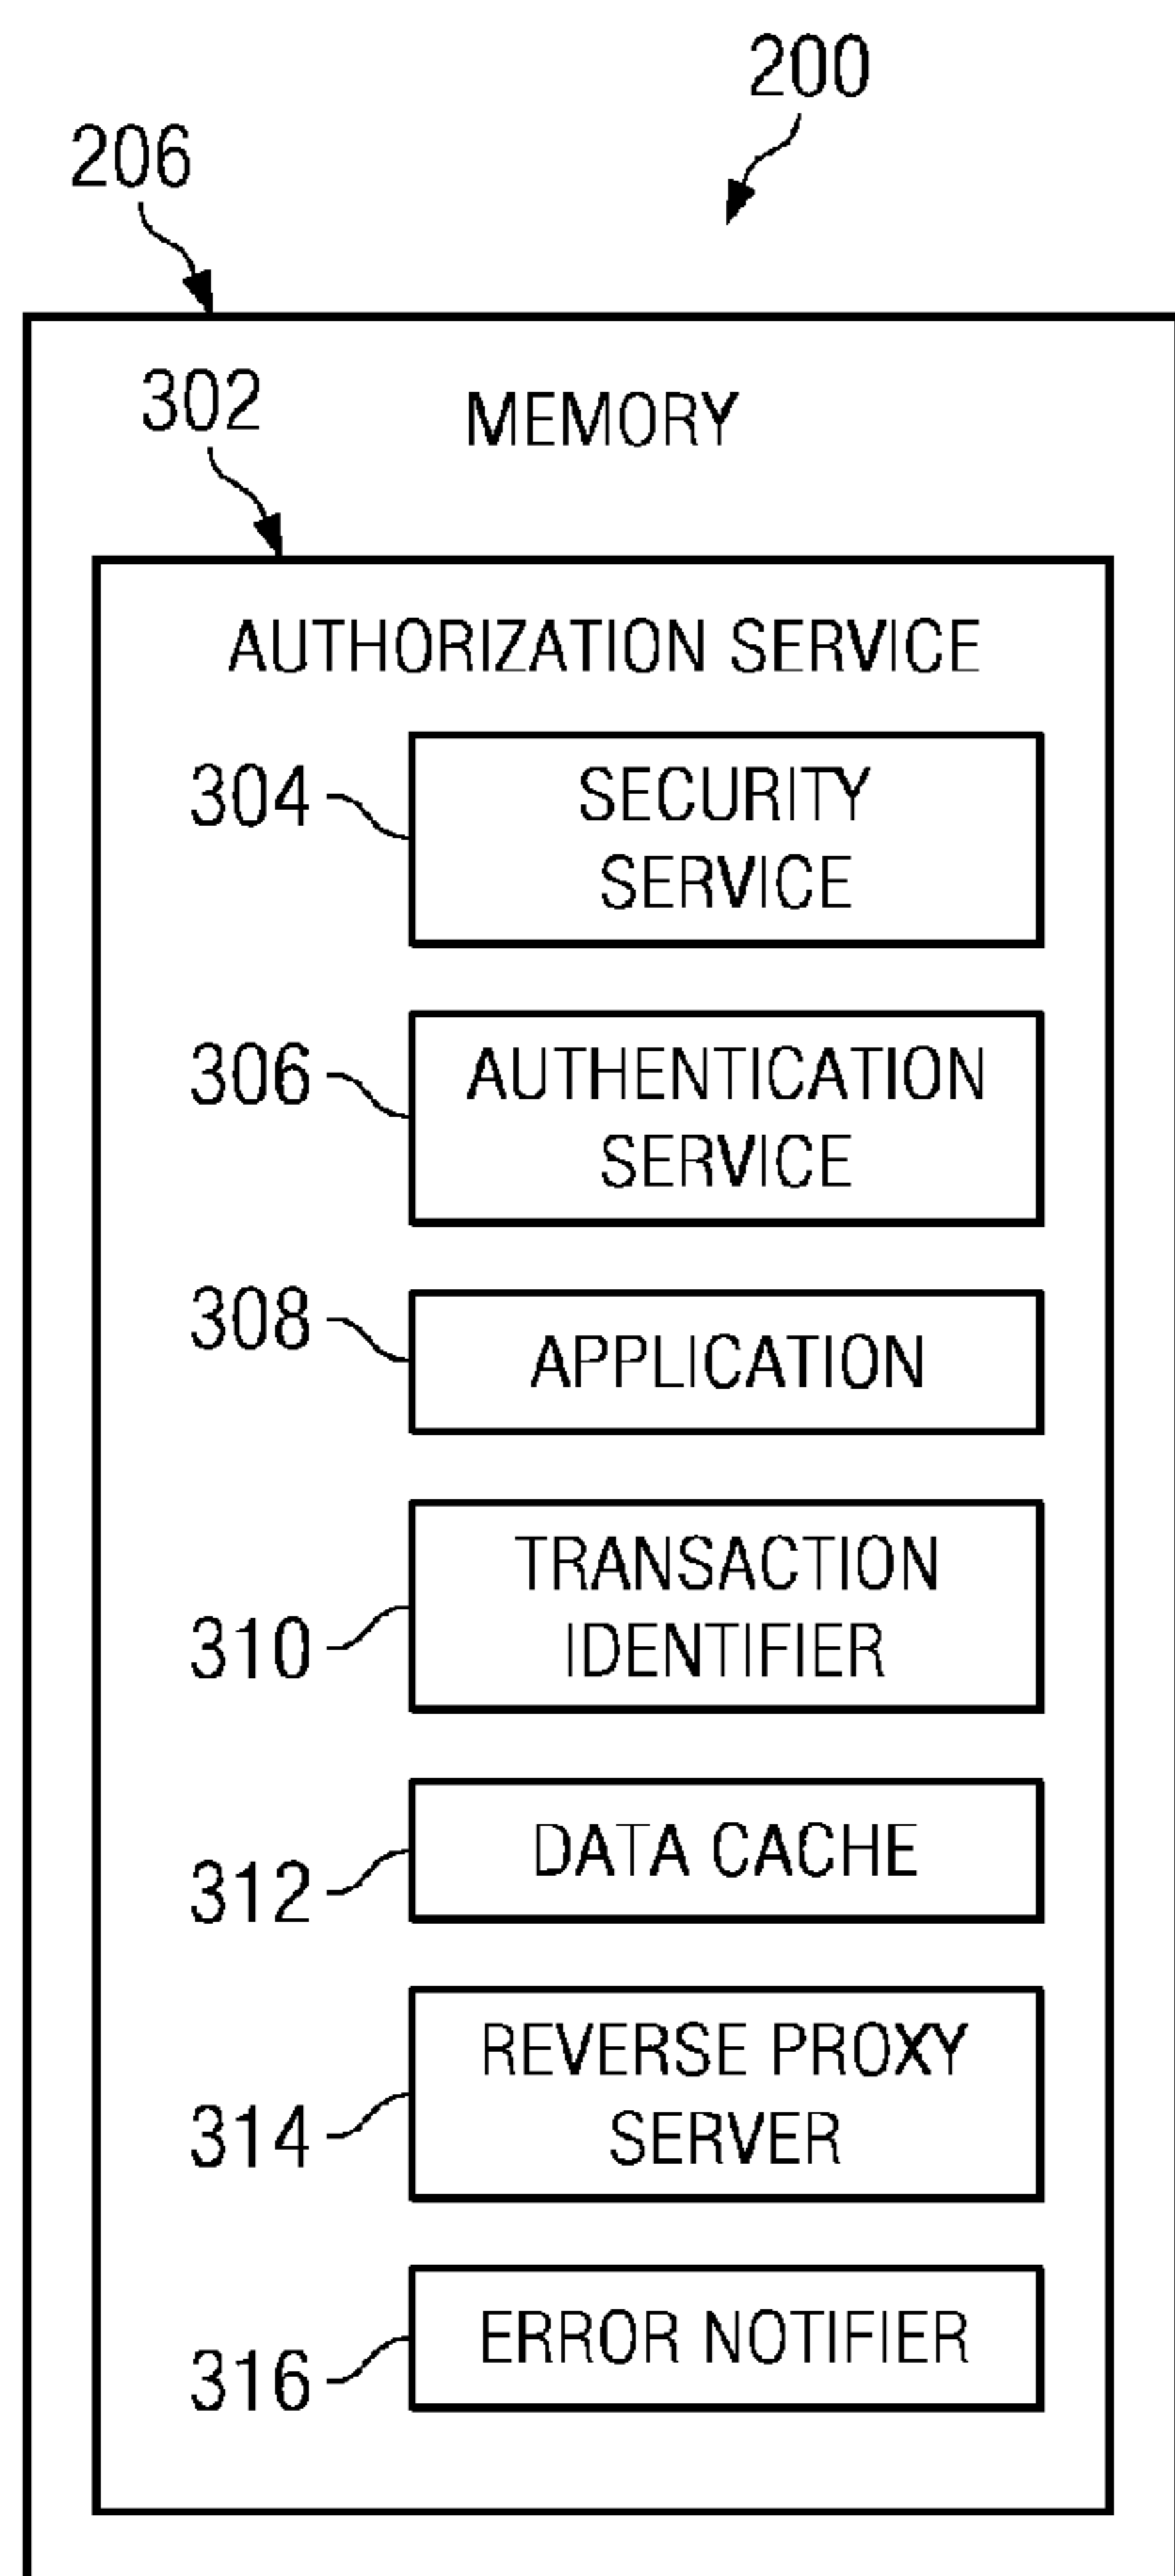 200
206
302
MEMORY
AUTHORIZATION SERVICE
304
SECURITY
SERVICE
306
AUTHENTICATION
SERVICE
308
APPLICATION
310
TRANSACTION
IDENTIFIER
312
DATA CACHE
314
REVERSE PROXY
SERVER
316
ERROR NOTIFIER